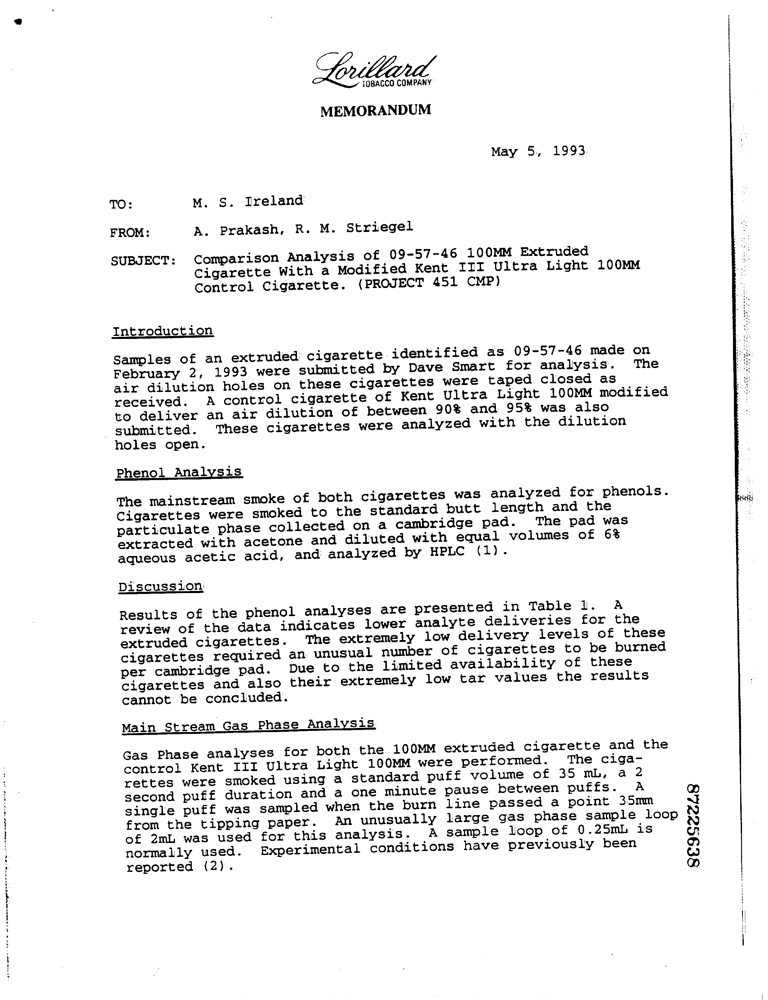 Lorillard
TOBACCO COMPANY
MEMORANDUM
May 5, 1993
TO: M. S. Ireland
FROM: A. Prakash, R. M. Striegel
SUBJECT: Comparison Analysis of 09-57-46 100MM Extruded
Cigarette With a Modified Kent III Ultra Light 100MM
Control Cigarette. (PROJECT 451 CMP)
Introduction
Samples of an extruded cigarette identified as 09-57-46 made on
February 2, 1993 were submitted by Dave Smart for analysis. The
air dilution holes on these cigarettes were taped closed as
received. A control cigarette of Kent Ultra Light 100MM modified
to deliver an air dilution of between 90% and 95% was also
submitted. These cigarettes were analyzed with the dilution
holes open.
Phenol Analysis
The mainstream smoke of both cigarettes was analyzed for phenols.
Cigarettes were smoked to the standard butt length and the
particulate phase collected on a cambridge pad. The pad was
extracted with acetone and diluted with equal volumes of 6%
aqueous acetic acid, and analyzed by HPLC (1).
Discussion
Results of the phenol analyses are presented in Table 1. A
review of the data indicates lower analyte deliveries for the
extruded cigarettes. The extremely low delivery levels of these
cigarettes required an unusual number of cigarettes to be burned
per cambridge pad. Due to the limited availability of these
cigarettes and also their extremely low tar values the results
cannot be concluded.
Main Stream Gas Phase Analysis
Gas Phase analyses for both the 100MM extruded cigarette and the
control Kent III Ultra Light 100MM were performed. The ciga-
rettes were smoked using a standard puff volume of 35 mL, a 2
second puff duration and a one minute pause between puffs. A
single puff was sampled when the burn line passed a point 35mm
from the tipping paper. An unusually large gas phase sample loop
of 2mL was used for this analysis. A sample loop of 0.25mL is
normally used. Experimental conditions have previously been
reported (2).
87225638